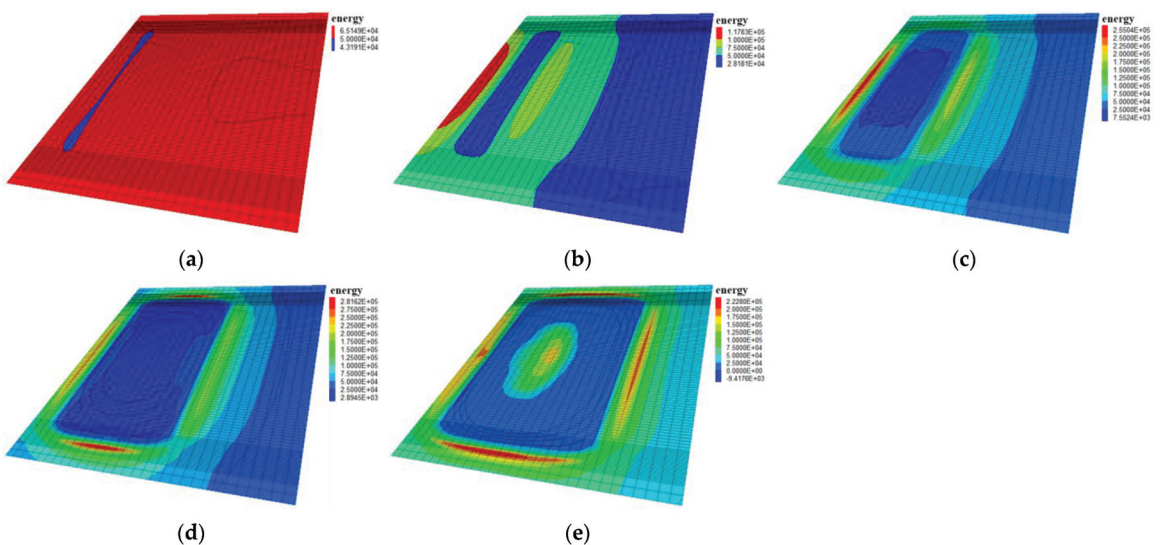 energy
6.5149E+04
5.0000E+04
4.3191E+04
(a)
energy
1.1783E+05
1.0000E+05
7.5000E+04
5.0000E+04
2.8181E+04
(b)
energy
2.5504E+05
2.5000E+05
2.0000E+05
1.7500E+05
1.5000E+05
1.2500E+05
1.0000E+05
7.5000E+04
5.0000E+04
2.5000E+04
7.5524E+03
(c)
energy
2.8162E+05
2.7500E+05
2.5000E+05
2.2500E+05
2.0000E+05
1.7500E+05
1.5000E+05
1.2500E+05
1.0000E+05
7.5000E+04
5.0000E+04
2.5000E+04
2.8945E+03
(d)
energy
2.2280E+05
2.0000E+05
1.7500E+05
1.5000E+05
1.2500E+05
1.0000E+05
7.5000E+04
5.0000E+04
2.5000E+04
0.0000E+00
-9.4176E+03
(e)